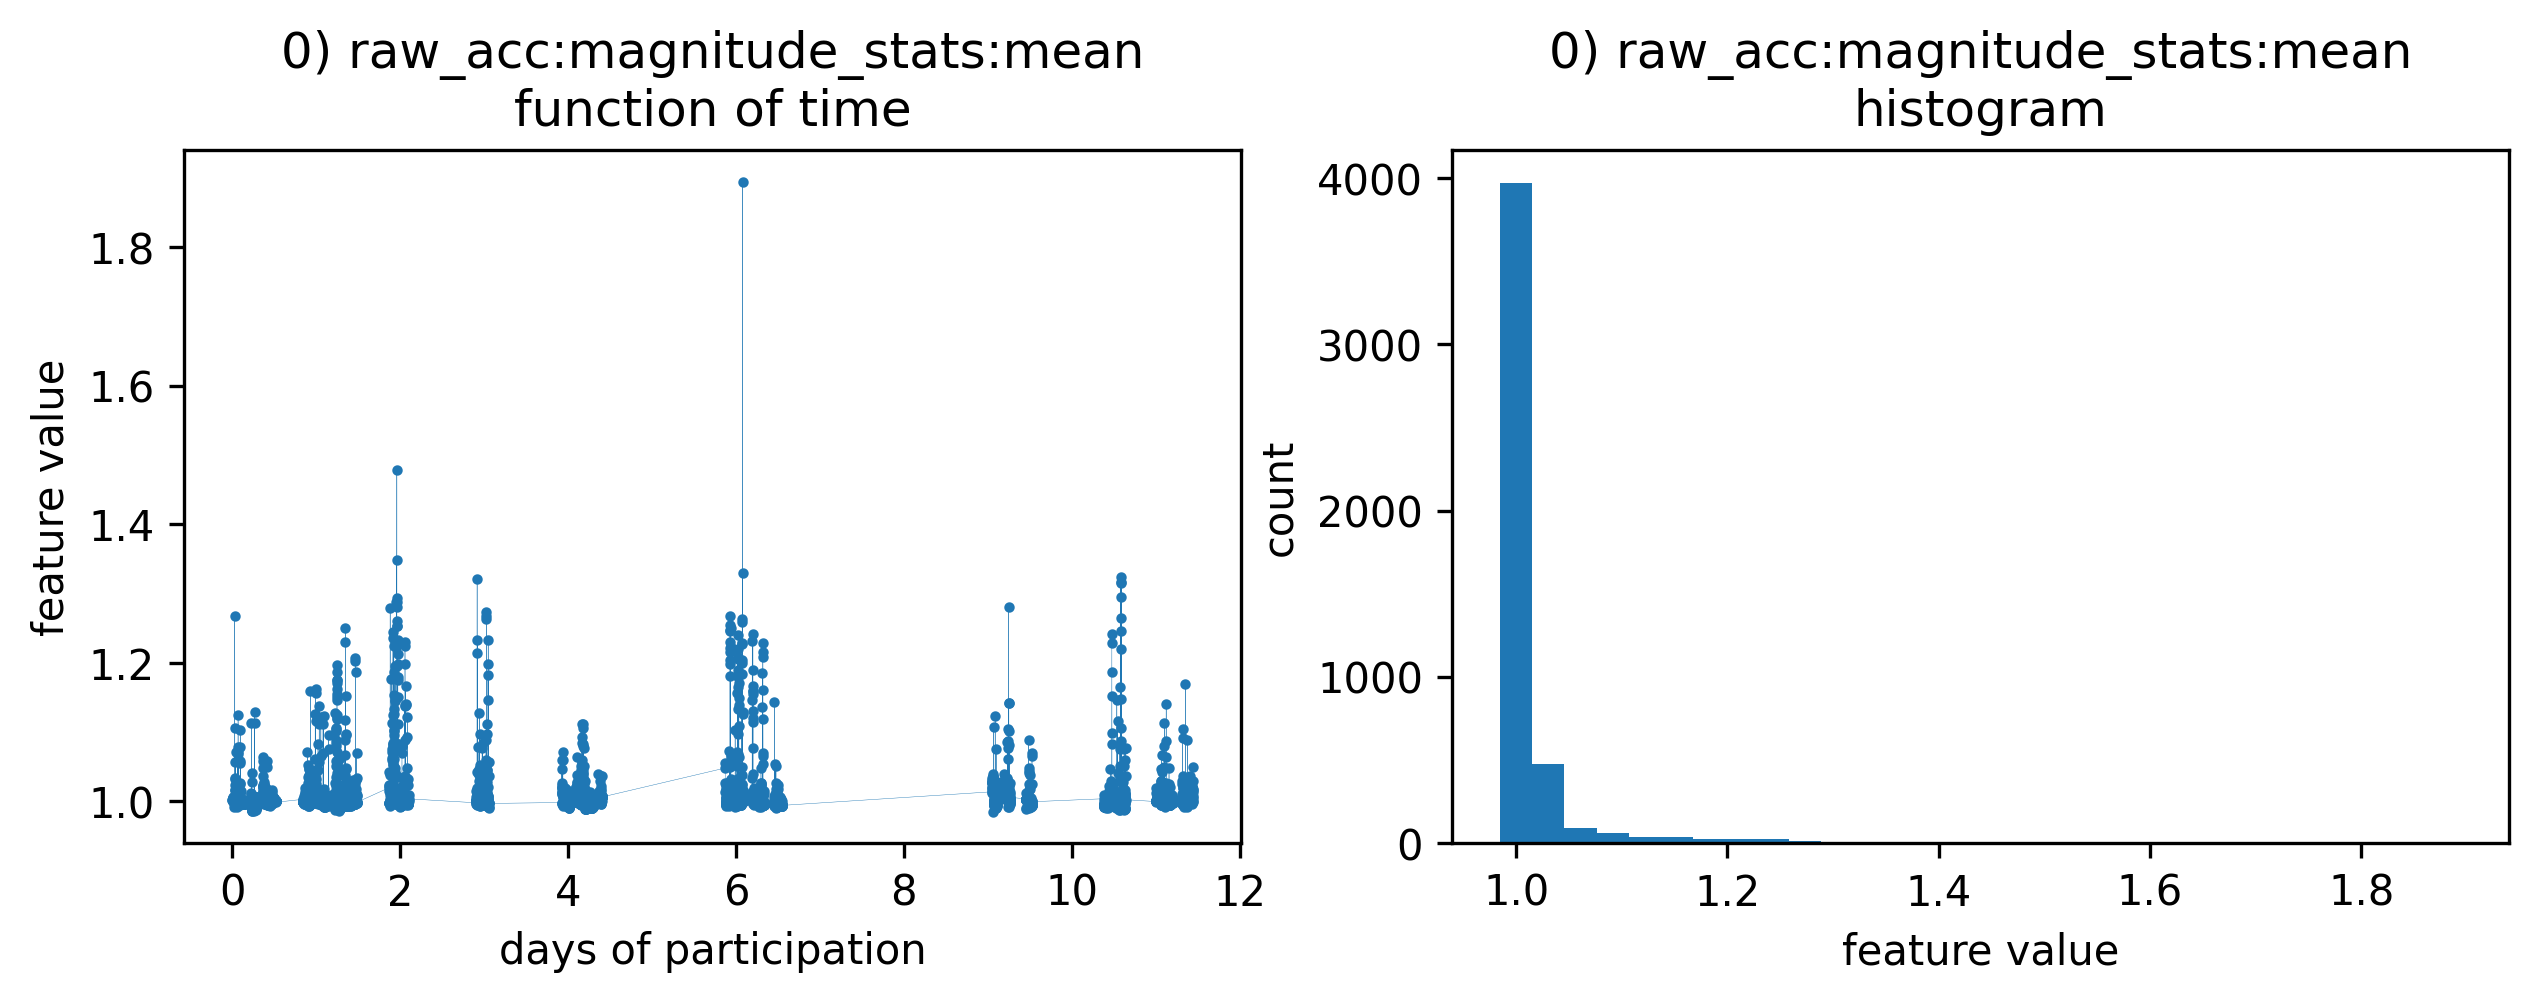 0) raw_acc:magnitude_stats:mean
function of time
feature value
1.8
1.6
1.4
1.2
1.0
0 2 4 6 8 10 12
days of participation
0) raw_acc:magnitude_stats:mean
histogram
count
4000
3000
2000
1000
0
1.0 1.2 1.4 1.6 1.8
feature value